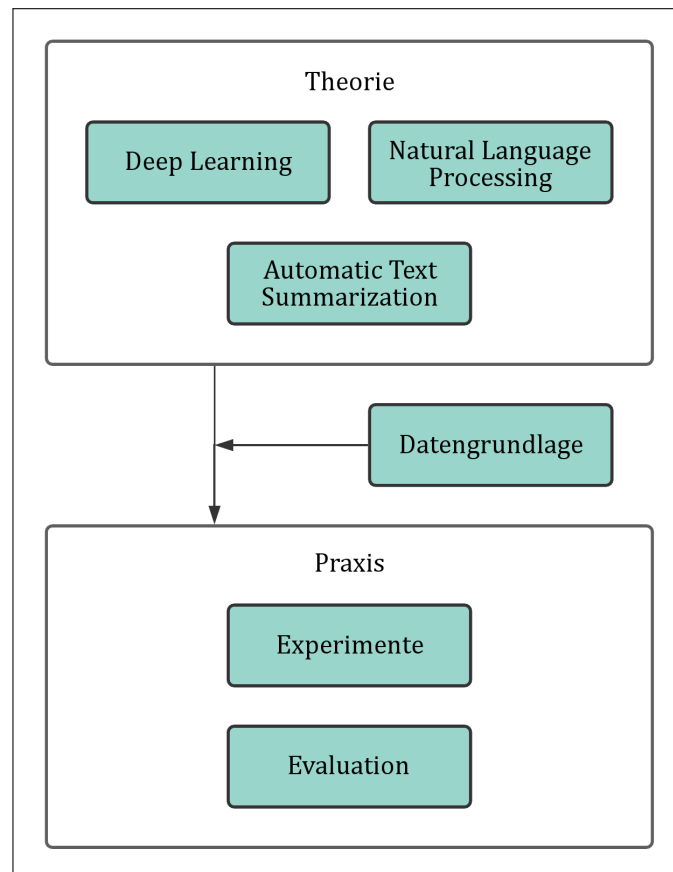 Theorie
Deep Learning
Natural Language
Processing
Automatic Text
Summarization
Datengrundlage
Praxis
Experimente
Evaluation